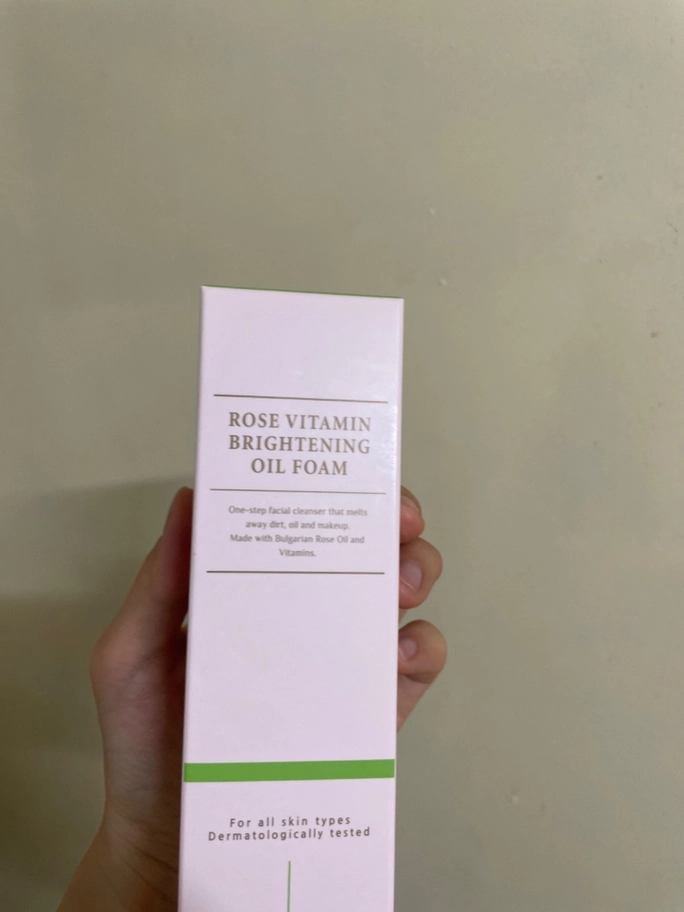 ROSE VITAMIN
BRIGHTENING
OIL FOAM
One-step facial cleanser that melts
away dirt, oil and makeup.
Made with Bulgarian Rose Oil and
Vitamins.
For all skin types
Dermatologically tested